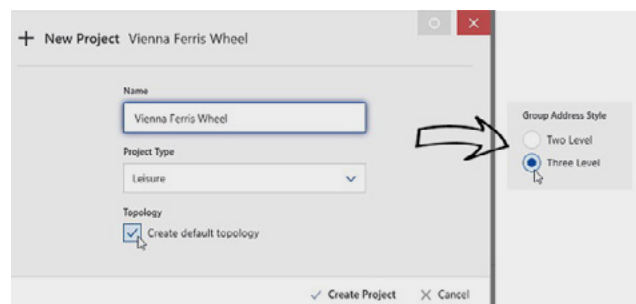 New Project Vienna Ferris Wheel
Name
Vienna Ferris Wheel
Project Type
Leisure
Topology
Create default topology
Create Project Cancel
Group Address Style
Two Level
Three Level